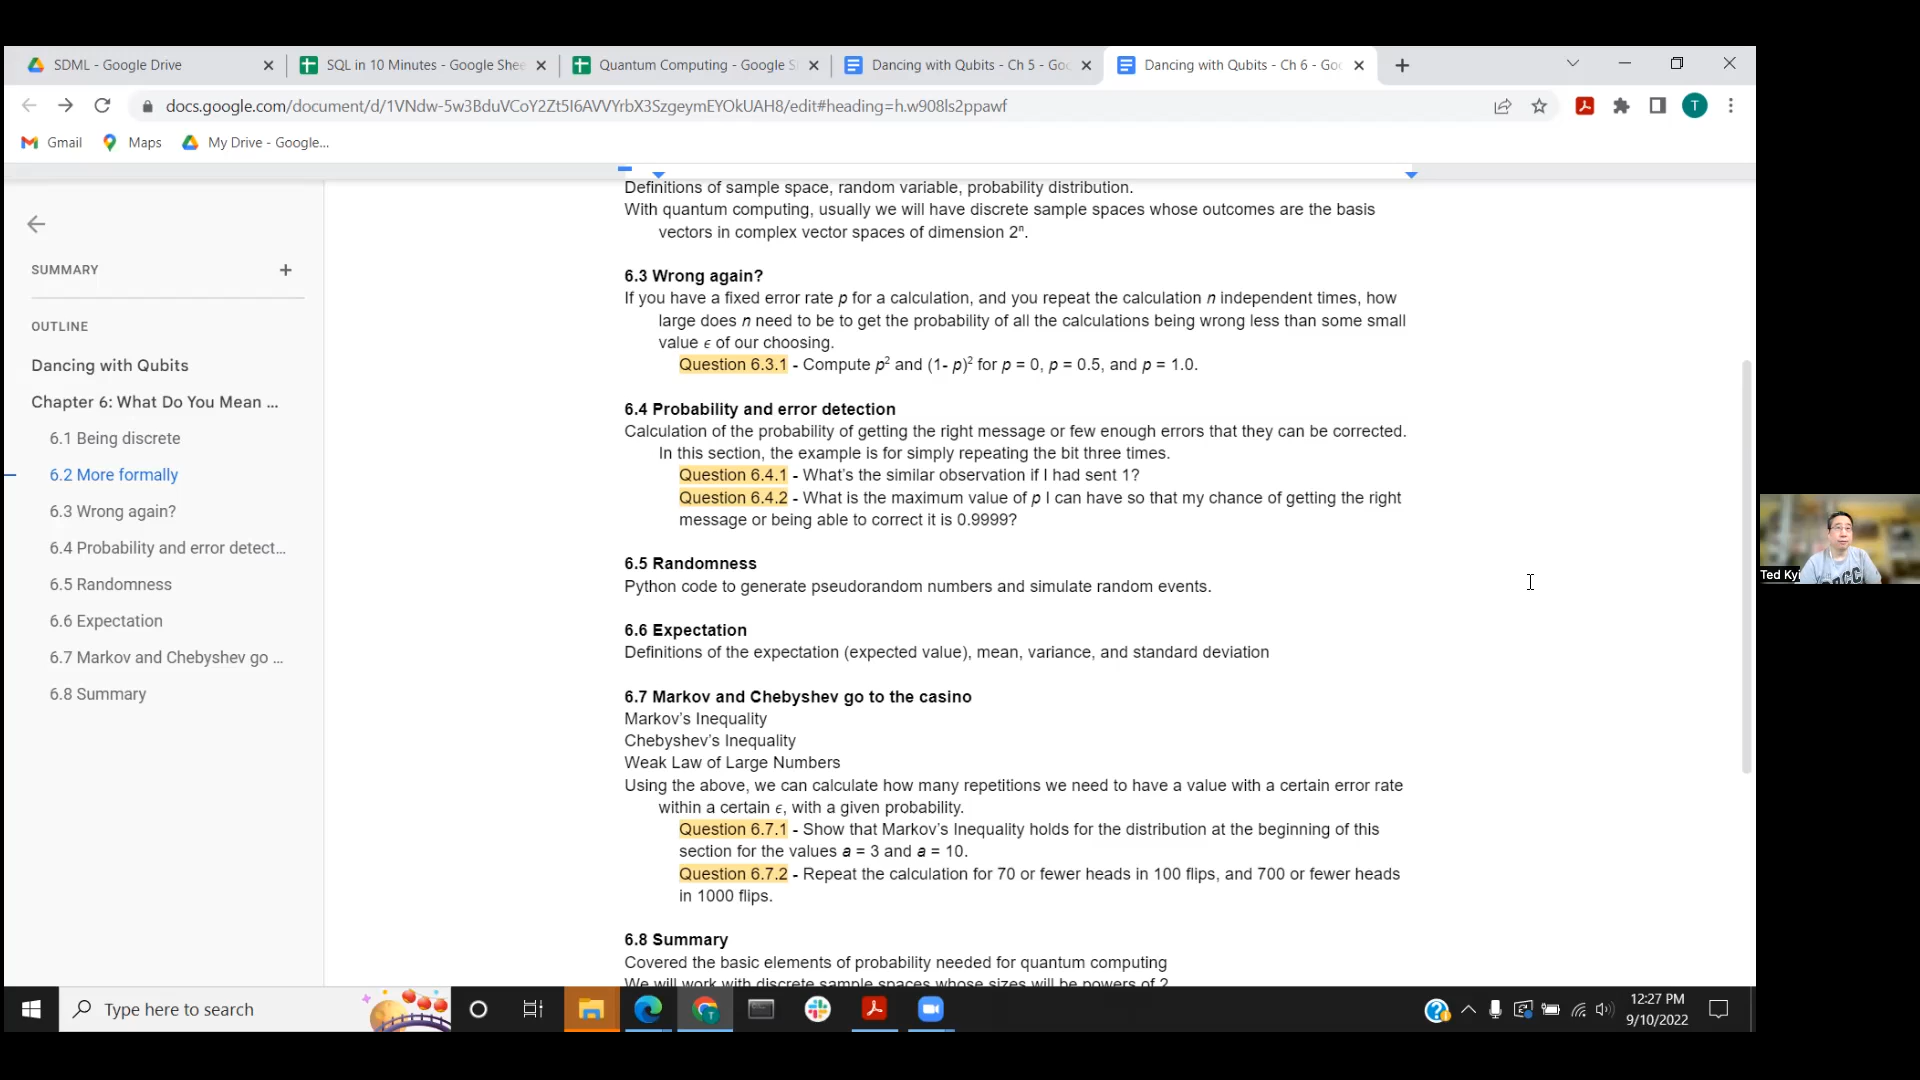 SDML - Google Drive
SQL in 10 Minutes - Google Shee
Quantum Computing - Google S
Dancing with Qubits - Ch 5 - Goo
Dancing with Qubits - Ch 6 - Goo
docs.google.com/document/d/1VNdw-5w3BduVCoY2Zt5I6AVVYrbX3SzgeymEYOkUAH8/edit#heading=h.w908ls2ppawf
T
Gmail
Maps
My Drive - Google...
SUMMARY
OUTLINE
Dancing with Qubits
Chapter 6: What Do You Mean ...
6.1 Being discrete
6.2 More formally
6.3 Wrong again?
6.4 Probability and error detect...
6.5 Randomness
6.6 Expectation
6.7 Markov and Chebyshev go ...
6.8 Summary
Definitions of sample space, random variable, probability distribution.
With quantum computing, usually we will have discrete sample spaces whose outcomes are the basis
vectors in complex vector spaces of dimension 2ⁿ.
6.3 Wrong again?
If you have a fixed error rate p for a calculation, and you repeat the calculation n independent times, how
large does n need to be to get the probability of all the calculations being wrong less than some small
value ϵ of our choosing.
Question 6.3.1 - Compute p² and (1- p)² for p = 0, p = 0.5, and p = 1.0.
6.4 Probability and error detection
Calculation of the probability of getting the right message or few enough errors that they can be corrected.
In this section, the example is for simply repeating the bit three times.
Question 6.4.1 - What's the similar observation if I had sent 1?
Question 6.4.2 - What is the maximum value of p I can have so that my chance of getting the right
message or being able to correct it is 0.9999?
6.5 Randomness
Python code to generate pseudorandom numbers and simulate random events.
6.6 Expectation
Definitions of the expectation (expected value), mean, variance, and standard deviation
6.7 Markov and Chebyshev go to the casino
Markov's Inequality
Chebyshev's Inequality
Weak Law of Large Numbers
Using the above, we can calculate how many repetitions we need to have a value with a certain error rate
within a certain ϵ, with a given probability.
Question 6.7.1 - Show that Markov's Inequality holds for the distribution at the beginning of this
section for the values a = 3 and a = 10.
Question 6.7.2 - Repeat the calculation for 70 or fewer heads in 100 flips, and 700 or fewer heads
in 1000 flips.
6.8 Summary
Covered the basic elements of probability needed for quantum computing
We will work with discrete sample spaces whose sizes will be powers of 2
Ted Kyi
Type here to search
12:27 PM
9/10/2022